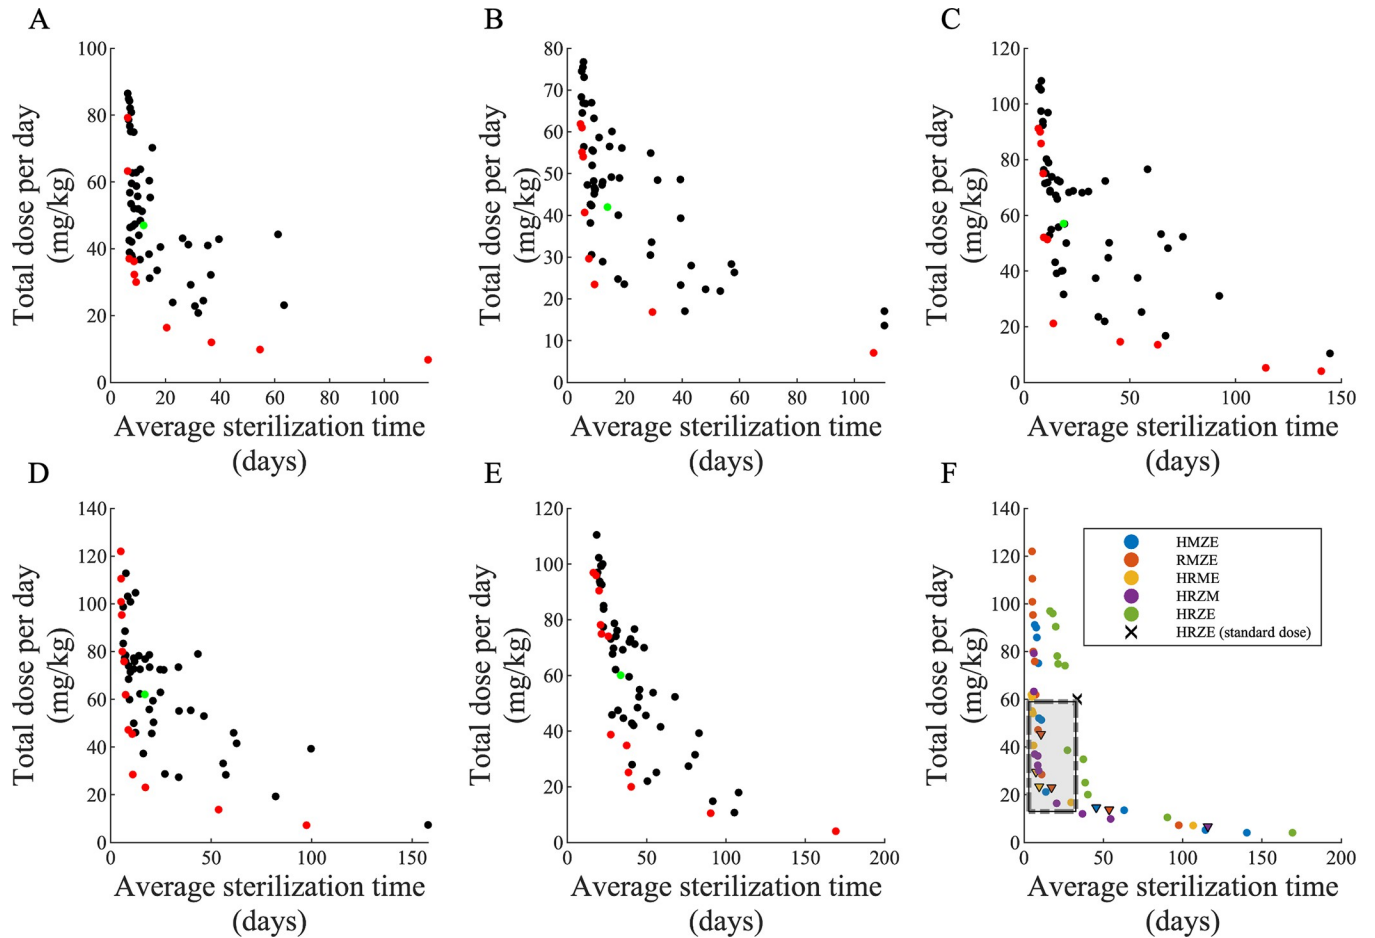 A
100
80
60
40
20
0
0 20 40 60 80 100
Total dose per day
(mg/kg)
Average sterilization time
(days)
B
80
70
60
50
40
30
20
10
0
0 20 40 60 80 100
Total dose per day
(mg/kg)
Average sterilization time
(days)
C
120
100
80
60
40
20
0
0 50 100 150
Total dose per day
(mg/kg)
Average sterilization time
(days)
D
140
120
100
80
60
40
20
0
0 50 100 150
Total dose per day
(mg/kg)
Average sterilization time
(days)
E
120
100
80
60
40
20
0
0 50 100 150 200
Total dose per day
(mg/kg)
Average sterilization time
(days)
F
140
120
100
80
60
40
20
0
0 50 100 150 200
Total dose per day
(mg/kg)
Average sterilization time
(days)
HMZE
RMZE
HRME
HRZM
HRZE
HRZE (standard dose)